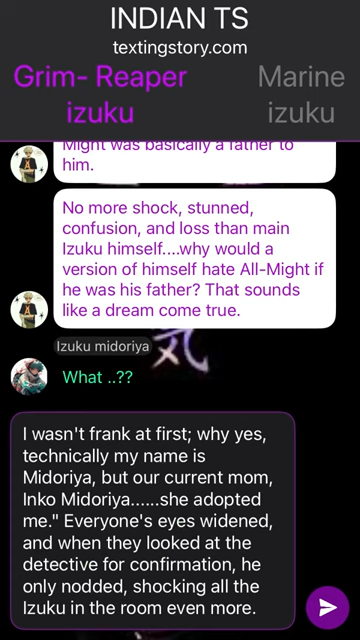 INDIAN TS
textingstory.com
Grim- Reaper
izuku
Marine
izuku
Might was basically a father to
him.
No more shock, stunned,
confusion, and loss than main
Izuku himself....why would a
version of himself hate All-Might if
he was his father? That sounds
like a dream come true.
Izuku midoriya
気
What ..??
I wasn't frank at first; why yes,
technically my name is
Midoriya, but our current mom,
Inko Midoriya......she adopted
me." Everyone's eyes widened,
and when they looked at the
detective for confirmation, he
only nodded, shocking all the
Izuku in the room even more.